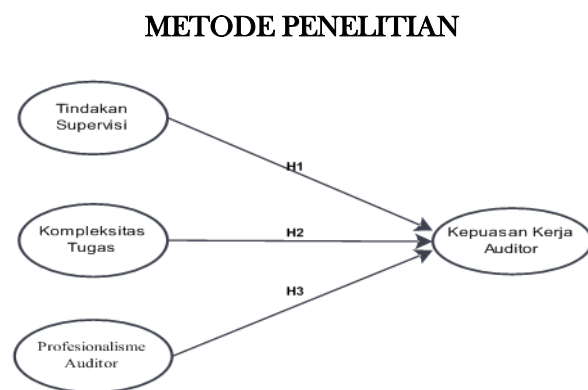 METODE PENELITIAN
Tindakan
Supervisi
H1
Kompleksitas
Tugas
H2
Kepuasan Kerja
Auditor
H3
Profesionalisme
Auditor